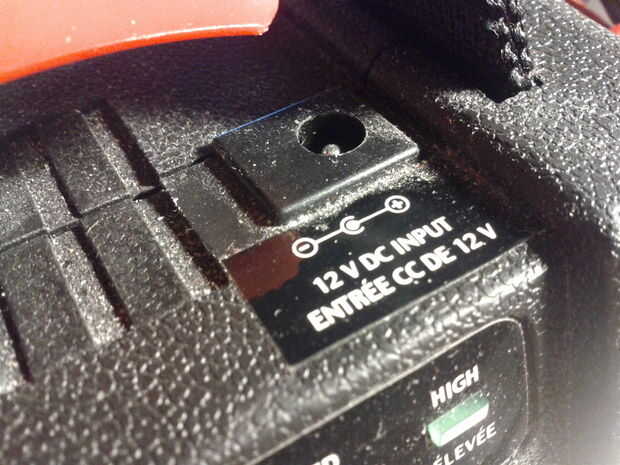 12 V DC INPUT
ENTRÉE CC DE 12 V
HIGH
ÉLEVÉE